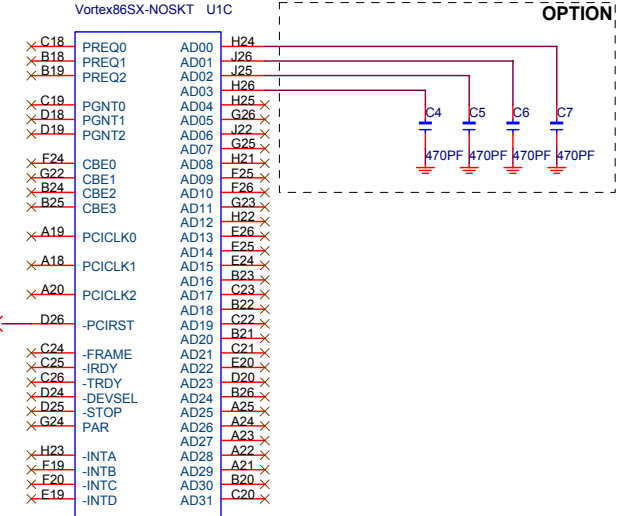 Vortex86SX-NOSKT U1C
OPTION
C18 PREQ0 AD00 H24
B18 PREQ1 AD01 J26
B19 PREQ2 AD02 J25
AD03 H26
C19 PGNT0 AD04 H25
D18 PGNT1 AD05 G26
D19 PGNT2 AD06 J22
AD07 G25
F24 CBE0 AD08 H21
G22 CBE1 AD09 F25
B24 CBE2 AD10 F26
B25 CBE3 AD11 G23
AD12 H22
A19 PCICLK0 AD13 E26
AD14 E25
A18 PCICLK1 AD15 E24
AD16 B23
A20 PCICLK2 AD17 C23
AD18 B22
D26 -PCIRST AD19 C22
AD20 B21
C24 -FRAME AD21 C21
C25 -IRDY AD22 E20
C26 -TRDY AD23 D20
D24 -DEVSEL AD24 B26
D25 -STOP AD25 A25
G24 PAR AD26 A24
AD27 A23
H23 -INTA AD28 A22
F19 -INTB AD29 A21
F20 -INTC AD30 B20
E19 -INTD AD31 C20
C4 C5 C6 C7
470PF 470PF 470PF 470PF